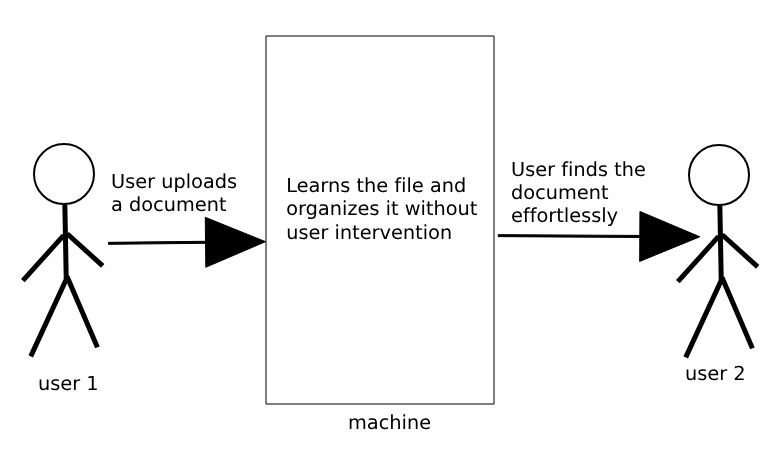 User uploads
a document
user 1
Learns the file and
organizes it without
user intervention
machine
User finds the
document
effortlessly
user 2